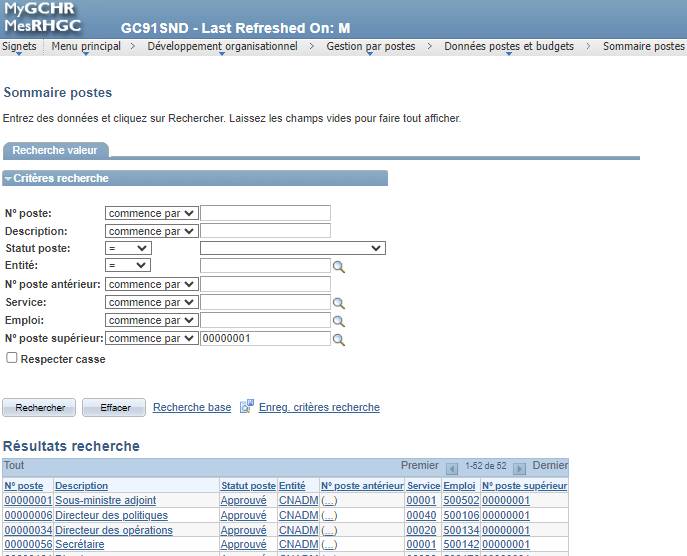 MyGCHR
MesRHGC
GC91SND - Last Refreshed On: M
Signets Menu principal > Développement organisationnel > Gestion par postes > Données postes et budgets > Sommaire postes
Sommaire postes
Entrez des données et cliquez sur Rechercher. Laissez les champs vides pour faire tout afficher.
Recherche valeur
Critères recherche
Nº poste: commence par
Description: commence par
Statut poste: =
Entité: =
Nº poste antérieur: commence par
Service: commence par
Emploi: commence par
Nº poste supérieur: commence par 00000001
Respecter casse
Rechercher Effacer Recherche base Enreg. critères recherche
Résultats recherche
Tout Premier 1-52 de 52 Dernier
Nº poste Description Statut poste Entité Nº poste antérieur Service Emploi Nº poste supérieur
00000001 Sous-ministre adjoint Approuvé CNADM (...) 00001 500502 00000001
00000006 Directeur des politiques Approuvé CNADM (...) 00040 500106 00000001
00000034 Directeur des opérations Approuvé CNADM (...) 00020 500134 00000001
00000056 Secrétaire Approuvé CNADM (...) 00001 500142 00000001